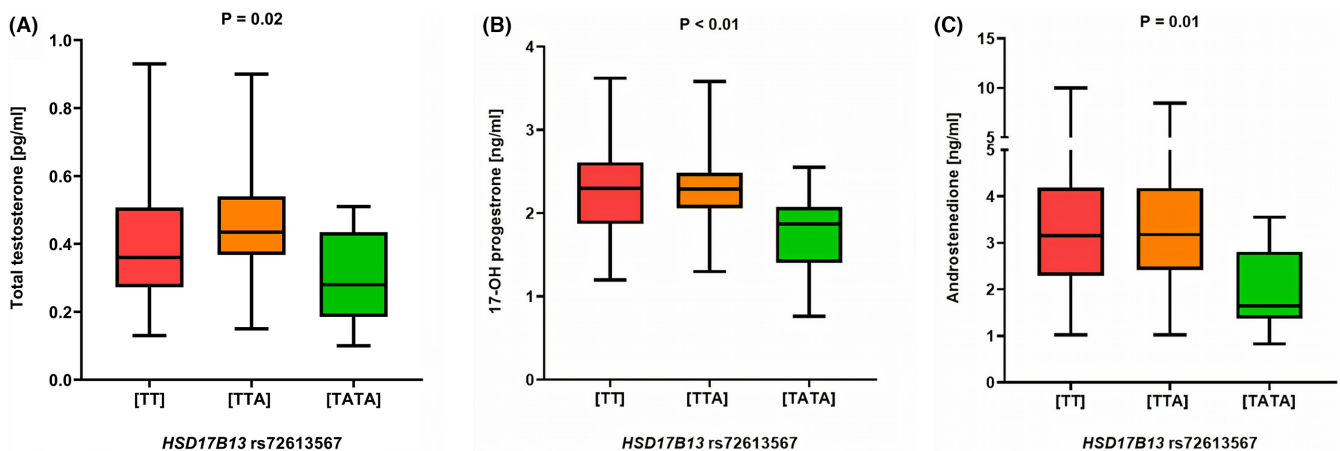 (A)
P = 0.02
Total testosterone [pg/ml]
1.0
0.8
0.6
0.4
0.2
0.0
[TT] [TTA] [TATA]
HSD17B13 rs72613567
(B)
P < 0.01
17-OH progestrone [ng/ml]
4
3
2
1
0
[TT] [TTA] [TATA]
HSD17B13 rs72613567
(C)
P = 0.01
Androstenedione [ng/ml]
15
10
5
5
4
3
2
1
0
[TT] [TTA] [TATA]
HSD17B13 rs72613567